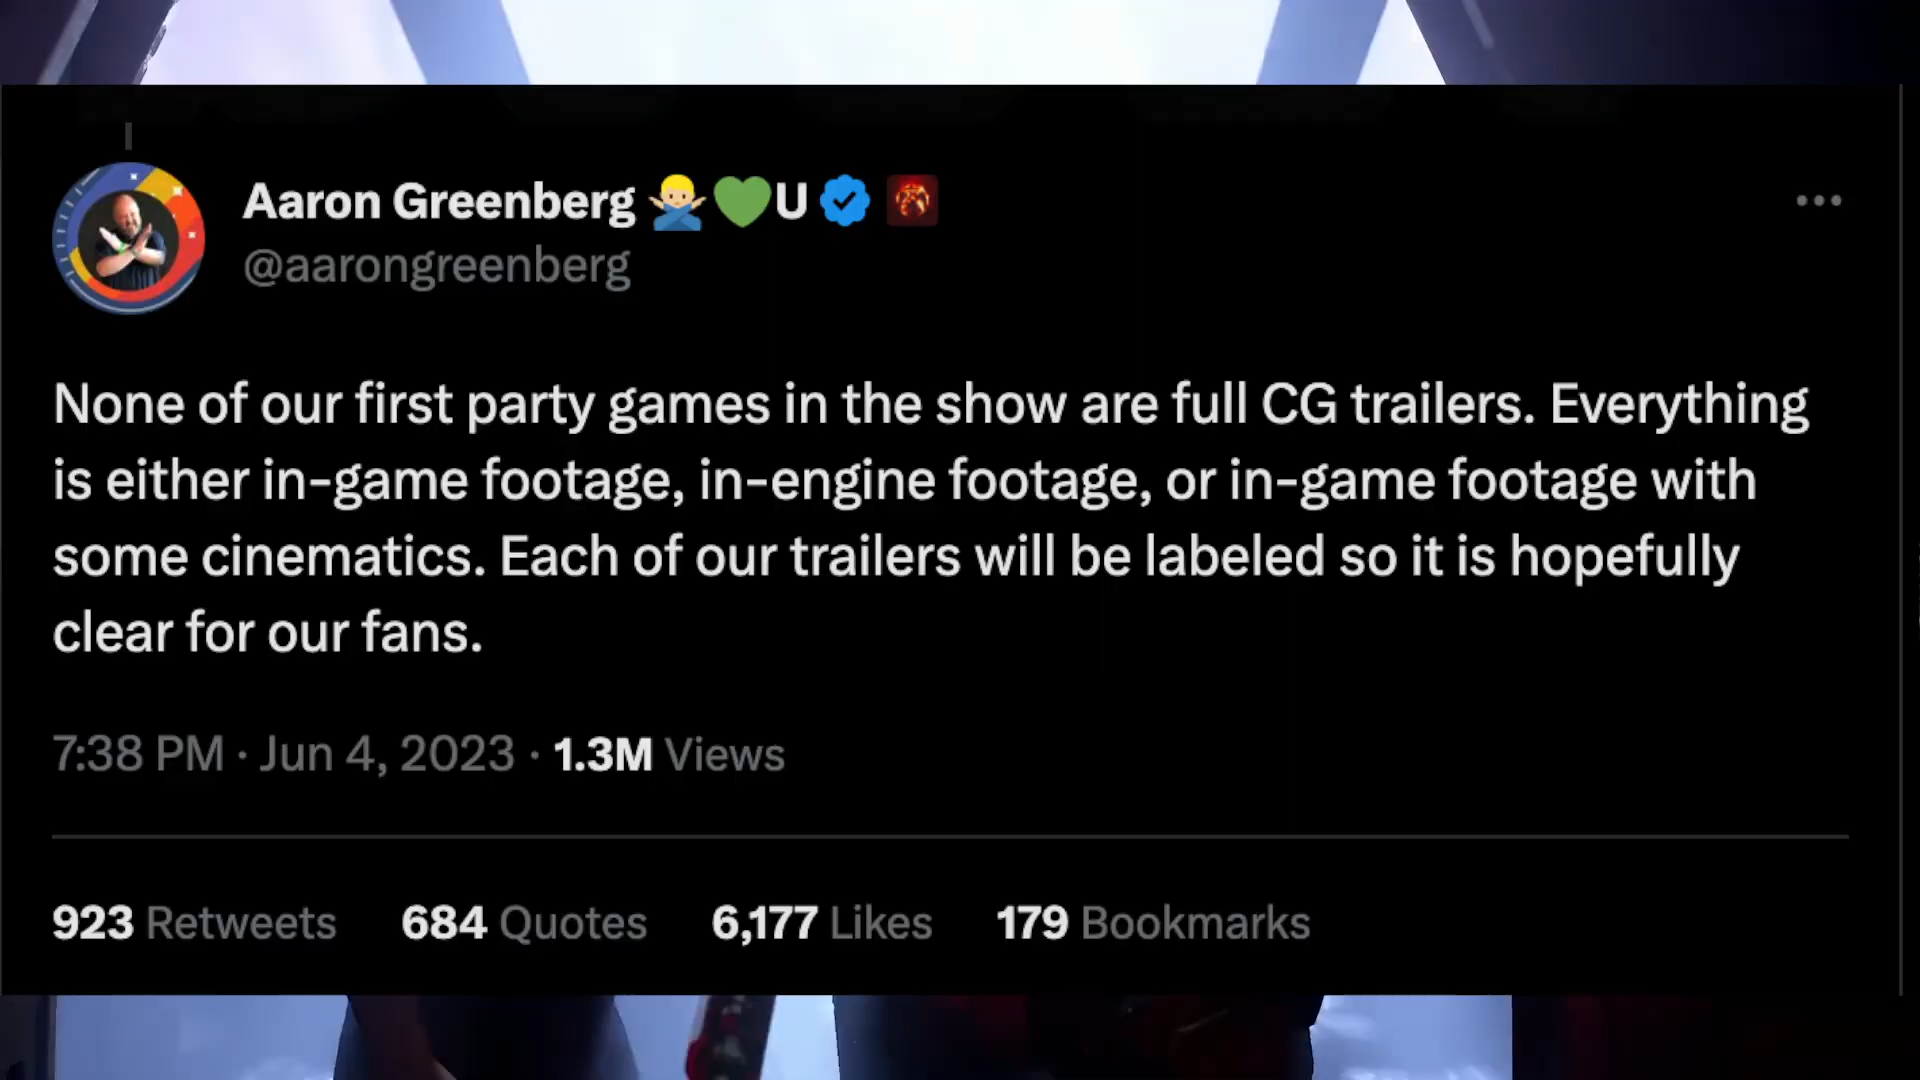 Aaron Greenberg 🙅🏼‍♂️💚U
@aarongreenberg
None of our first party games in the show are full CG trailers. Everything
is either in-game footage, in-engine footage, or in-game footage with
some cinematics. Each of our trailers will be labeled so it is hopefully
clear for our fans.
7:38 PM · Jun 4, 2023 · 1.3M Views
923 Retweets 684 Quotes 6,177 Likes 179 Bookmarks